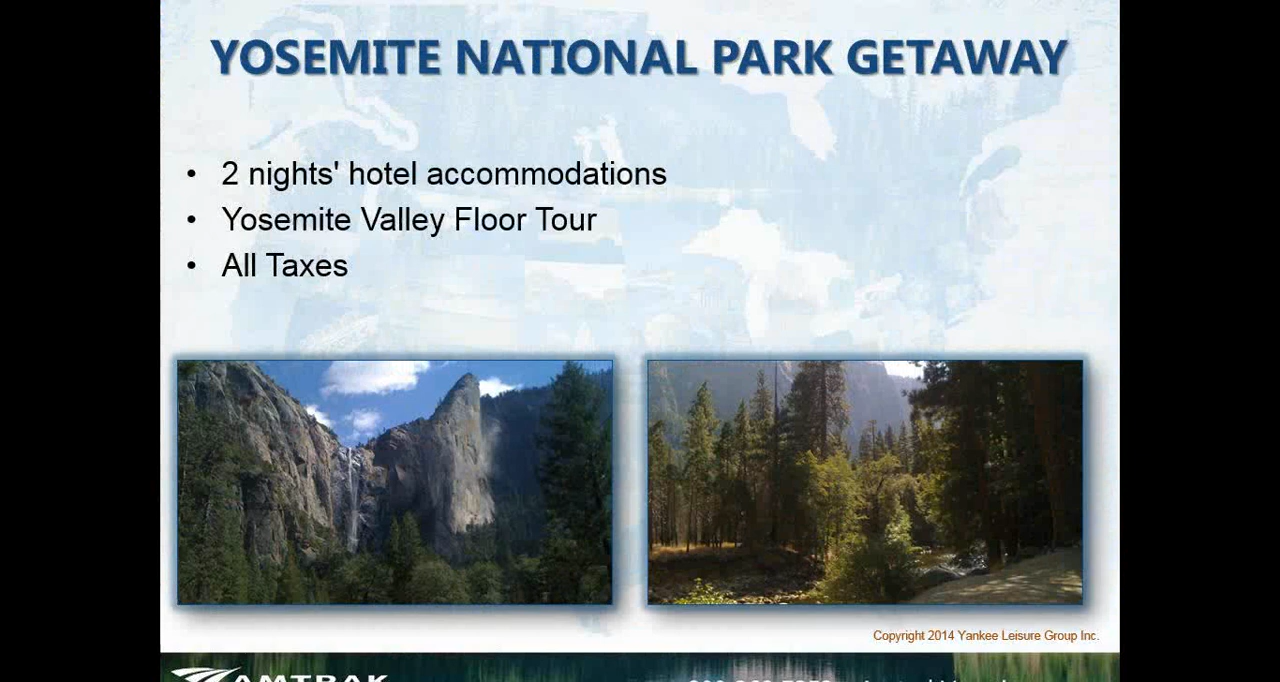 YOSEMITE NATIONAL PARK GETAWAY
• 2 nights' hotel accommodations
• Yosemite Valley Floor Tour
• All Taxes
Copyright 2014 Yankee Leisure Group Inc.
AMTRAK